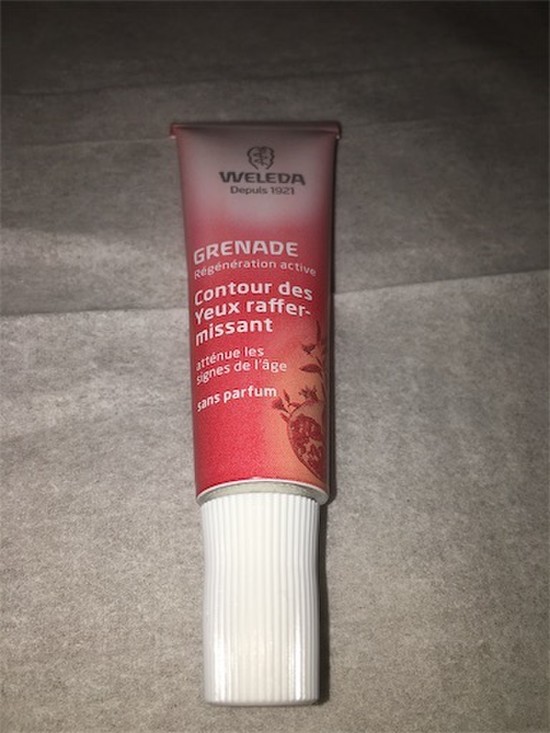 WELEDA
Depuis 1921
GRENADE
Régénération active
Contour des
Yeux raffer-
missant
atténue les
signes de l'âge
sans parfum